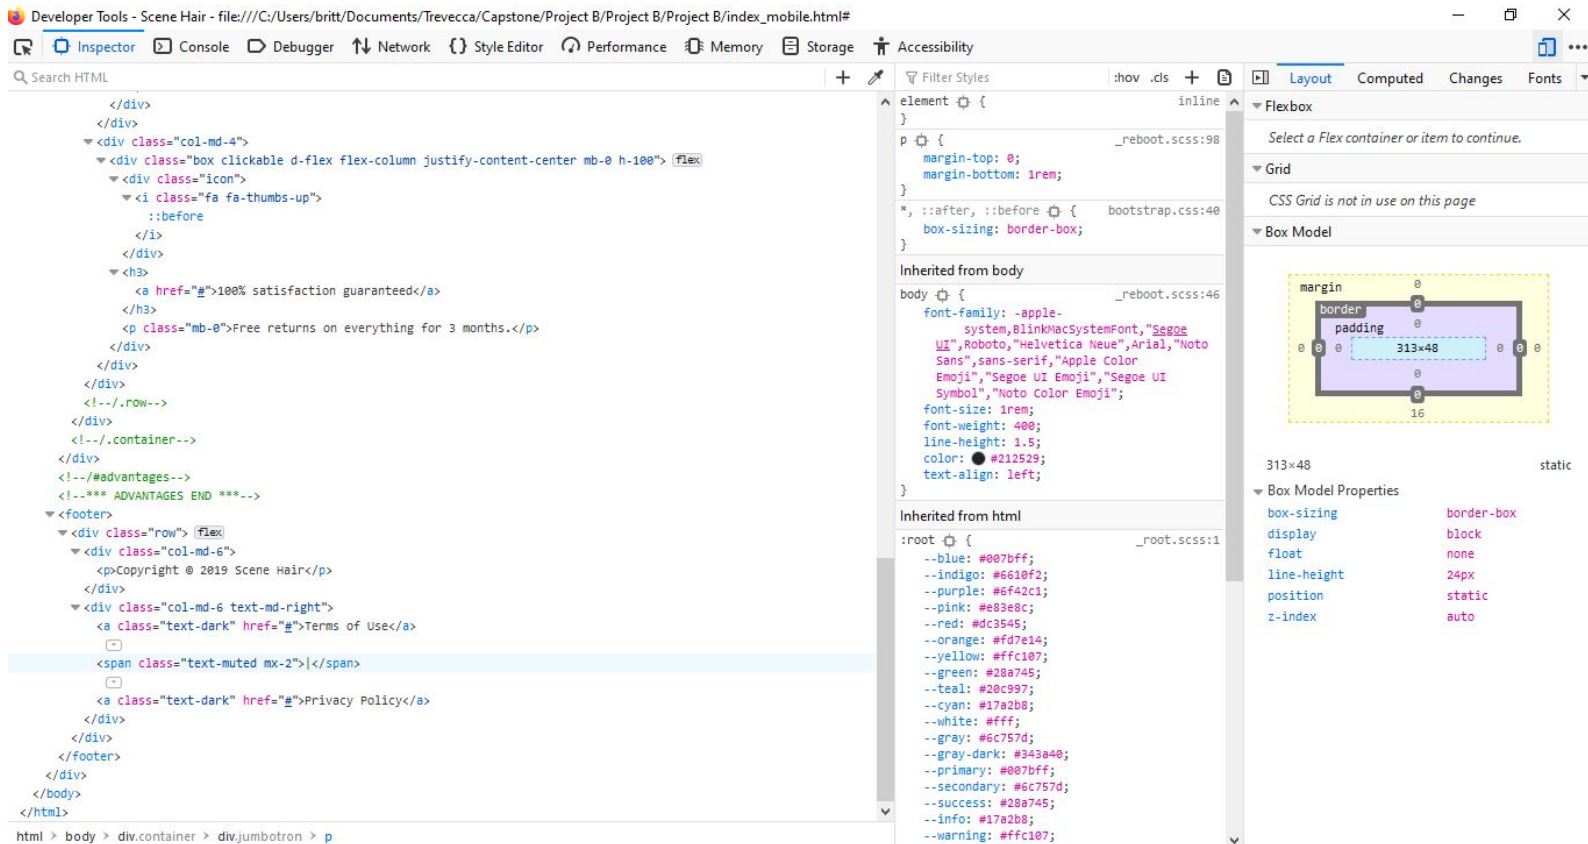 Developer Tools - Scene Hair - file:///C:/Users/britt/Documents/Trevecca/Capstone/Project B/Project B/Project B/index_mobile.html#
Inspector Console Debugger Network Style Editor Performance Memory Storage Accessibility
Search HTML
</div>
</div>
<div class="col-md-4">
<div class="box clickable d-flex flex-column justify-content-center mb-0 h-100"> flex
<div class="icon">
<i class="fa fa-thumbs-up">
::before
</i>
</div>
<h3>
<a href="#">100% satisfaction guaranteed</a>
</h3>
<p class="mb-0">Free returns on everything for 3 months.</p>
</div>
</div>
</div>
<!--/.row-->
</div>
<!--/.container-->
</div>
<!--/#advantages-->
<!--*** ADVANTAGES END ***-->
<footer>
<div class="row"> flex
<div class="col-md-6">
<p>Copyright © 2019 Scene Hair</p>
</div>
<div class="col-md-6 text-md-right">
<a class="text-dark" href="#">Terms of Use</a>
<span class="text-muted mx-2">|</span>
<a class="text-dark" href="#">Privacy Policy</a>
</div>
</div>
</footer>
</div>
</body>
</html>
html > body > div.container > div.jumbotron > p
Filter Styles :hov .cls +
element { inline
}
p { _reboot.scss:98
margin-top: 0;
margin-bottom: 1rem;
}
*, ::after, ::before { bootstrap.css:40
box-sizing: border-box;
}
Inherited from body
body { _reboot.scss:46
font-family: -apple-
system,BlinkMacSystemFont,"Segoe
UI",Roboto,"Helvetica Neue",Arial,"Noto
Sans",sans-serif,"Apple Color
Emoji","Segoe UI Emoji","Segoe UI
Symbol","Noto Color Emoji";
font-size: 1rem;
font-weight: 400;
line-height: 1.5;
color: #212529;
text-align: left;
}
Inherited from html
:root { _root.scss:1
--blue: #007bff;
--indigo: #6610f2;
--purple: #6f42c1;
--pink: #e83e8c;
--red: #dc3545;
--orange: #fd7e14;
--yellow: #ffc107;
--green: #28a745;
--teal: #20c997;
--cyan: #17a2b8;
--white: #fff;
--gray: #6c757d;
--gray-dark: #343a40;
--primary: #007bff;
--secondary: #6c757d;
--success: #28a745;
--info: #17a2b8;
--warning: #ffc107;
Layout Computed Changes Fonts
Flexbox
Select a Flex container or item to continue.
Grid
CSS Grid is not in use on this page
Box Model
margin 0
border 0
padding 0
0 0 0 313×48 0 0 0
0
0
16
313×48 static
Box Model Properties
box-sizing border-box
display block
float none
line-height 24px
position static
z-index auto